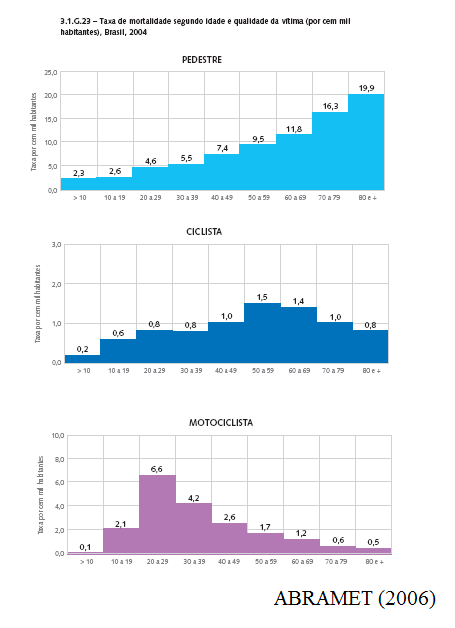 3.1.G.23 – Taxa de mortalidade segundo idade e qualidade da vítima (por cem mil
habitantes), Brasil, 2004
PEDESTRE
Taxa por cem mil habitantes
25,0
20,0
15,0
10,0
5,0
0,0
2,3 2,6 4,6 5,5 7,4 9,5 11,8 16,3 19,9
> 10 10 a 19 20 a 29 30 a 39 40 a 49 50 a 59 60 a 69 70 a 79 80 e +
CICLISTA
Taxa por cem mil habitantes
3,0
2,0
1,0
0,0
0,2 0,6 0,8 0,8 1,0 1,5 1,4 1,0 0,8
> 10 10 a 19 20 a 29 30 a 39 40 a 49 50 a 59 60 a 69 70 a 79 80 e +
MOTOCICLISTA
Taxa por cem mil habitantes
10,0
8,0
6,0
4,0
2,0
0,0
0,1 2,1 6,6 4,2 2,6 1,7 1,2 0,6 0,5
> 10 10 a 19 20 a 29 30 a 39 40 a 49 50 a 59 60 a 69 70 a 79 80 e +
ABRAMET (2006)